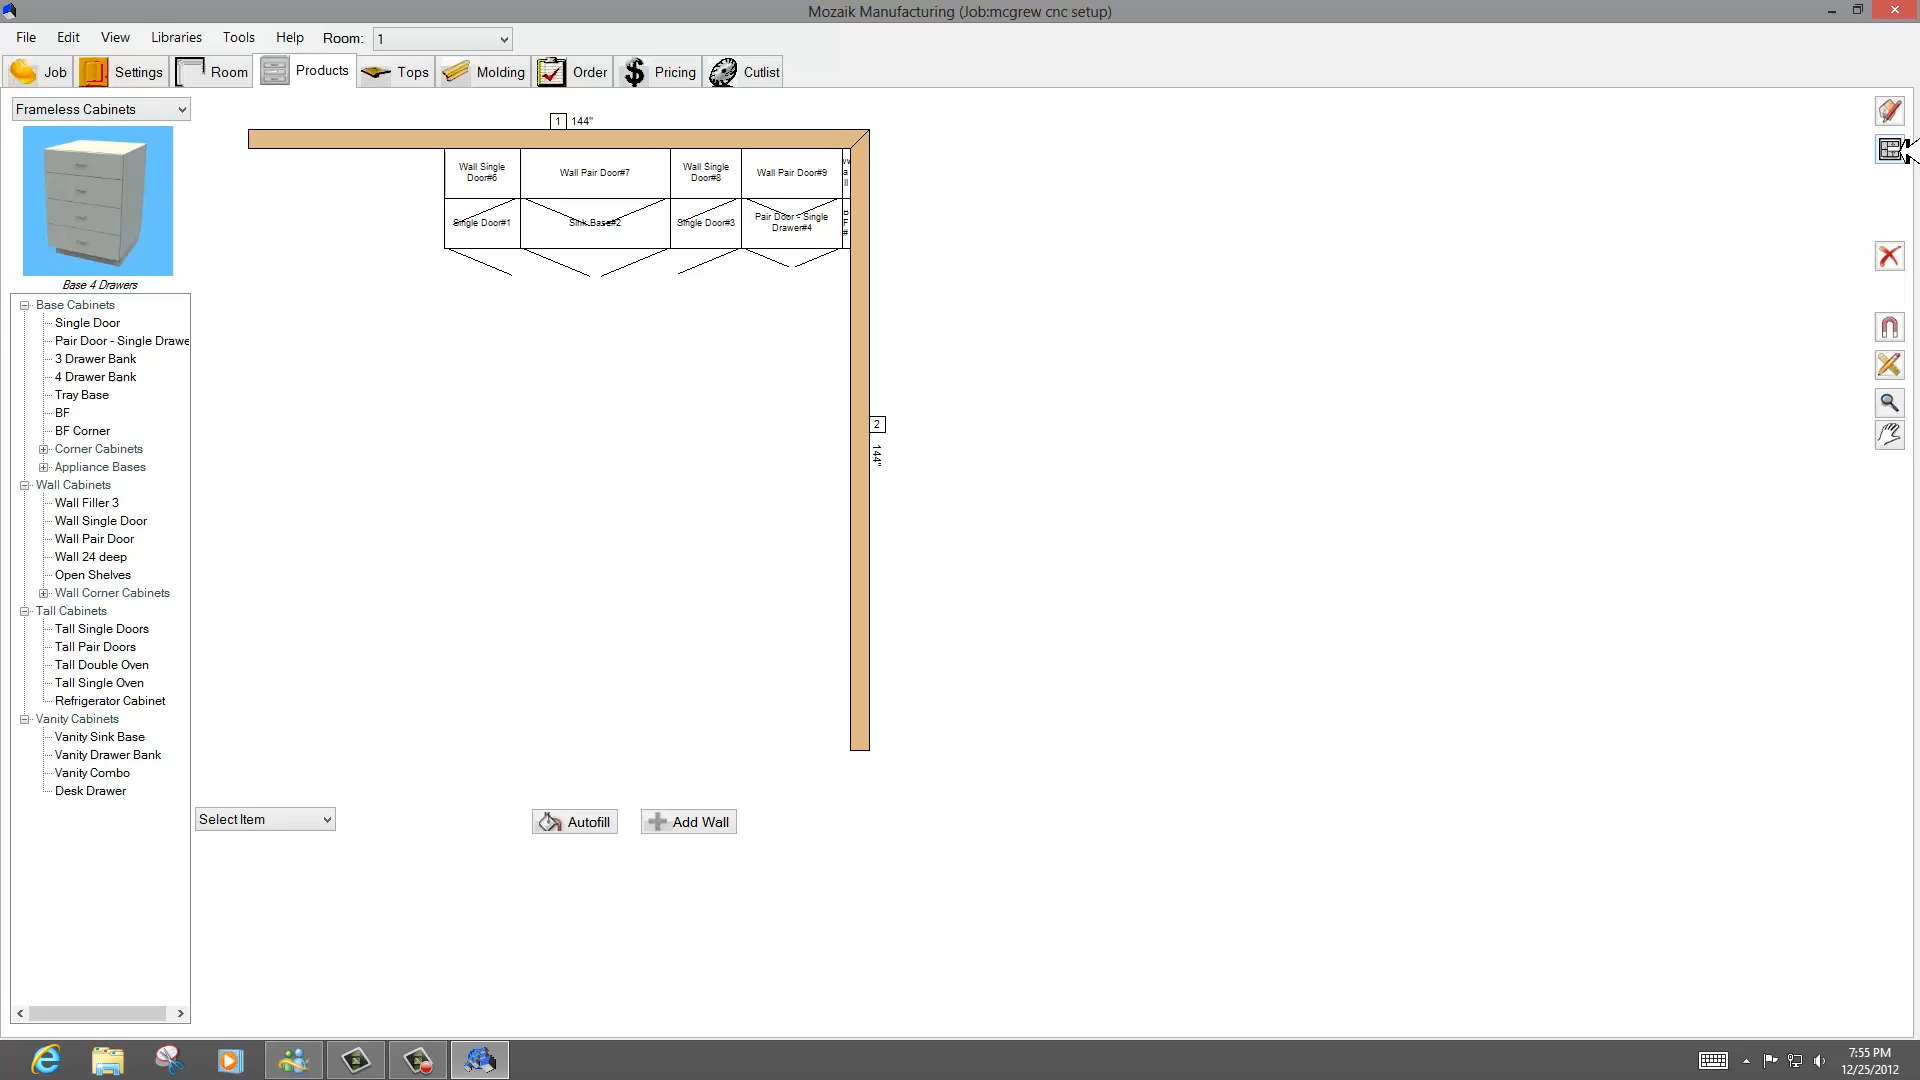 Mozaik Manufacturing (Job:mcgrew cnc setup)
File Edit View Libraries Tools Help Room: 1
Job Settings Room Products Tops Molding Order Pricing Cutlist
Frameless Cabinets
Base 4 Drawers
Base Cabinets
Single Door
Pair Door - Single Drawe
3 Drawer Bank
4 Drawer Bank
Tray Base
BF
BF Corner
Corner Cabinets
Appliance Bases
Wall Cabinets
Wall Filler 3
Wall Single Door
Wall Pair Door
Wall 24 deep
Open Shelves
Wall Corner Cabinets
Tall Cabinets
Tall Single Doors
Tall Pair Doors
Tall Double Oven
Tall Single Oven
Refrigerator Cabinet
Vanity Cabinets
Vanity Sink Base
Vanity Drawer Bank
Vanity Combo
Desk Drawer
1 144"
Wall Single
Door#6
Wall Pair Door#7
Wall Single
Door#8
Wall Pair Door#9
Single Door#1
Sink Base#2
Single Door#3
Pair Door - Single
Drawer#4
B
F
#
2
144"
Select Item
Autofill
Add Wall
7:55 PM
12/25/2012